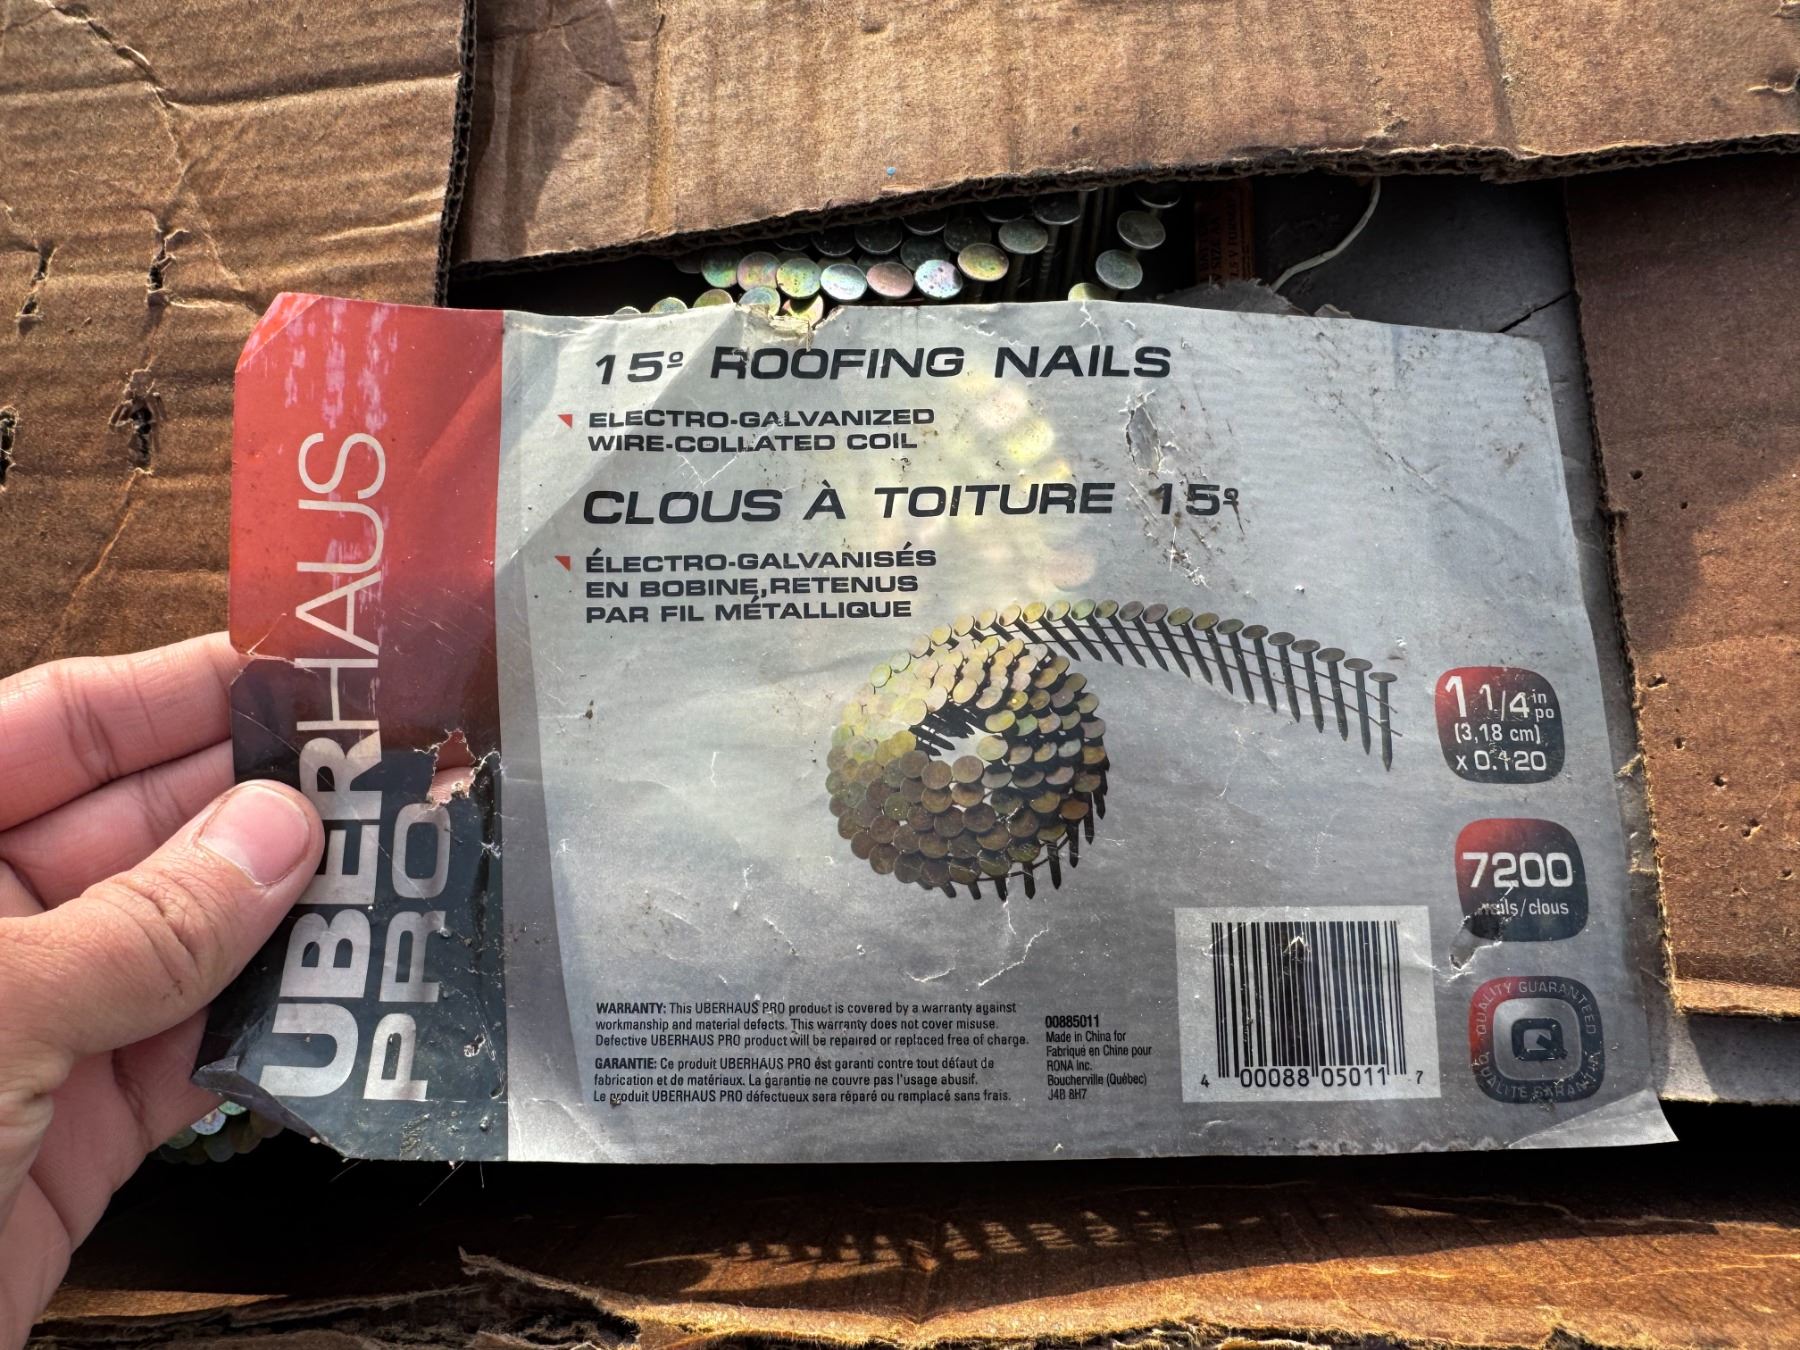 UBERHAUS
PRO
15º ROOFING NAILS
ELECTRO-GALVANIZED
WIRE-COLLATED COIL
CLOUS À TOITURE 15º
ÉLECTRO-GALVANISÉS
EN BOBINE, RETENUS
PAR FIL MÉTALLIQUE
1 1/4 in
po
(3,18 cm)
x 0.120
7200
nails/clous
QUALITY GUARANTEED
Q
QUALITÉ GARANTIE
WARRANTY: This UBERHAUS PRO product is covered by a warranty against
workmanship and material defects. This warranty does not cover misuse.
Defective UBERHAUS PRO product will be repaired or replaced free of charge.
GARANTIE: Ce produit UBERHAUS PRO est garanti contre tout défaut de
fabrication et de matériaux. La garantie ne couvre pas l'usage abusif.
Le produit UBERHAUS PRO défectueux sera réparé ou remplacé sans frais.
00885011
Made in China for
Fabriqué en Chine pour
RONA Inc.
Boucherville (Québec)
J4B 8H7
4 00088 05011 7